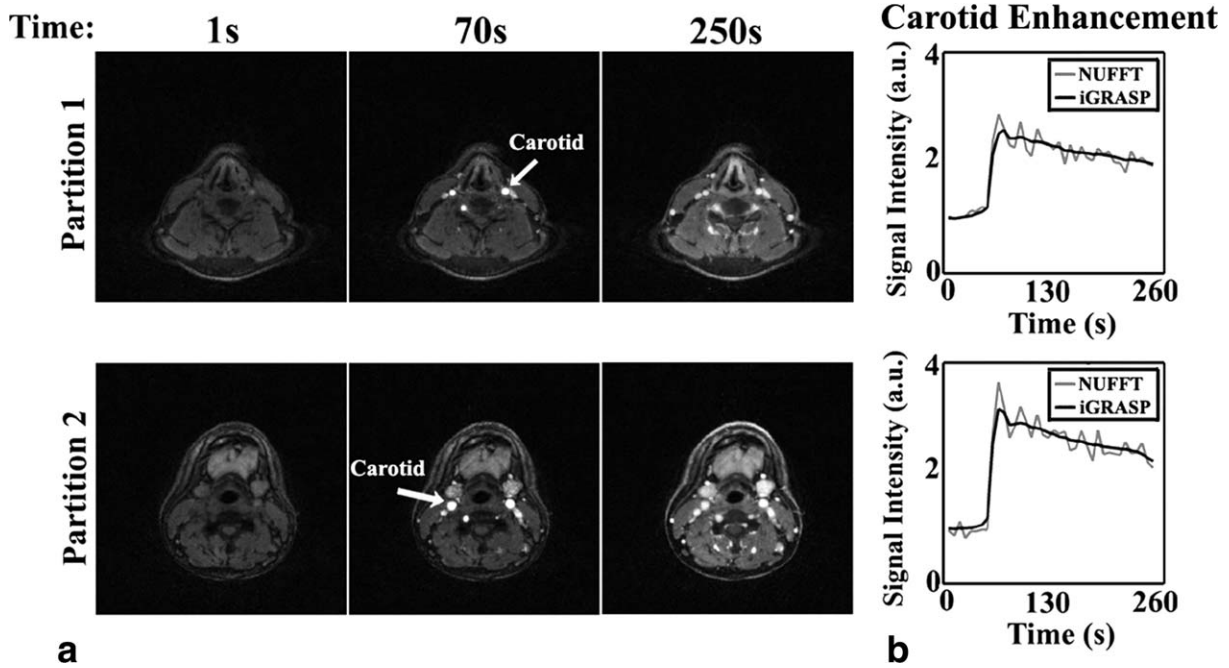 Time: 1s 70s 250s
Partition 1
Carotid
Partition 2
Carotid
a
Carotid Enhancement
Signal Intensity (a.u.)
4
2
0
NUFFT
iGRASP
0 130 260
Time (s)
Signal Intensity (a.u.)
4
2
0
NUFFT
iGRASP
0 130 260
Time (s)
b